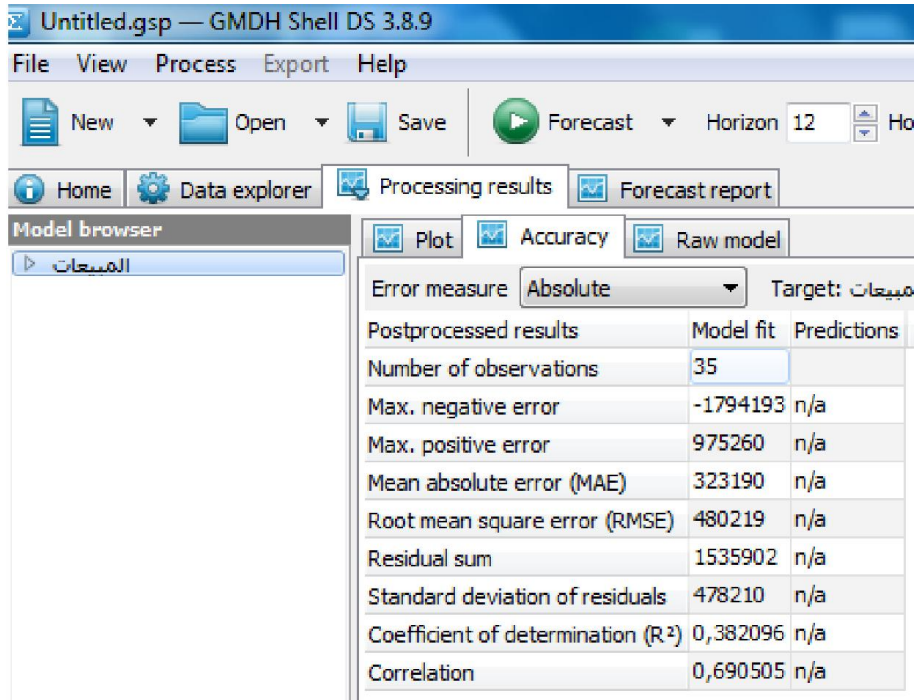 Untitled.gsp — GMDH Shell DS 3.8.9
File View Process Export Help
New Open Save Forecast Horizon 12 Ho
Home Data explorer Processing results Forecast report
Model browser
المبيعات
Plot Accuracy Raw model
Error measure Absolute Target: مبيعات
Postprocessed results Model fit Predictions
Number of observations 35
Max. negative error -1794193 n/a
Max. positive error 975260 n/a
Mean absolute error (MAE) 323190 n/a
Root mean square error (RMSE) 480219 n/a
Residual sum 1535902 n/a
Standard deviation of residuals 478210 n/a
Coefficient of determination (R²) 0,382096 n/a
Correlation 0,690505 n/a